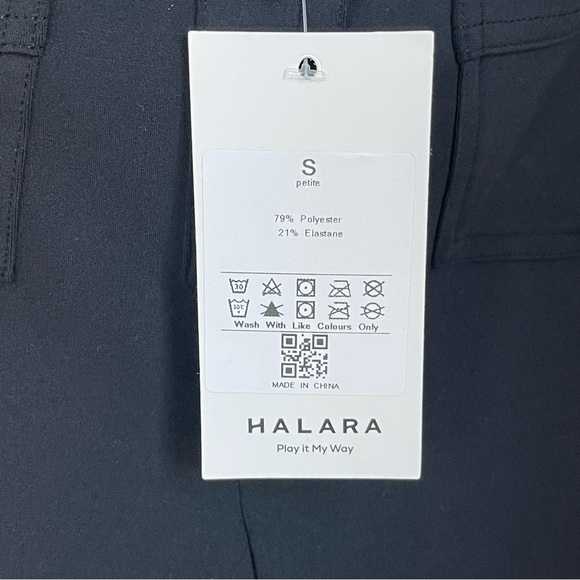 S
petite
79% Polyester
21% Elastane
30
30°C
Wash With Like Colours Only
MADE IN CHINA
HALARA
Play it My Way